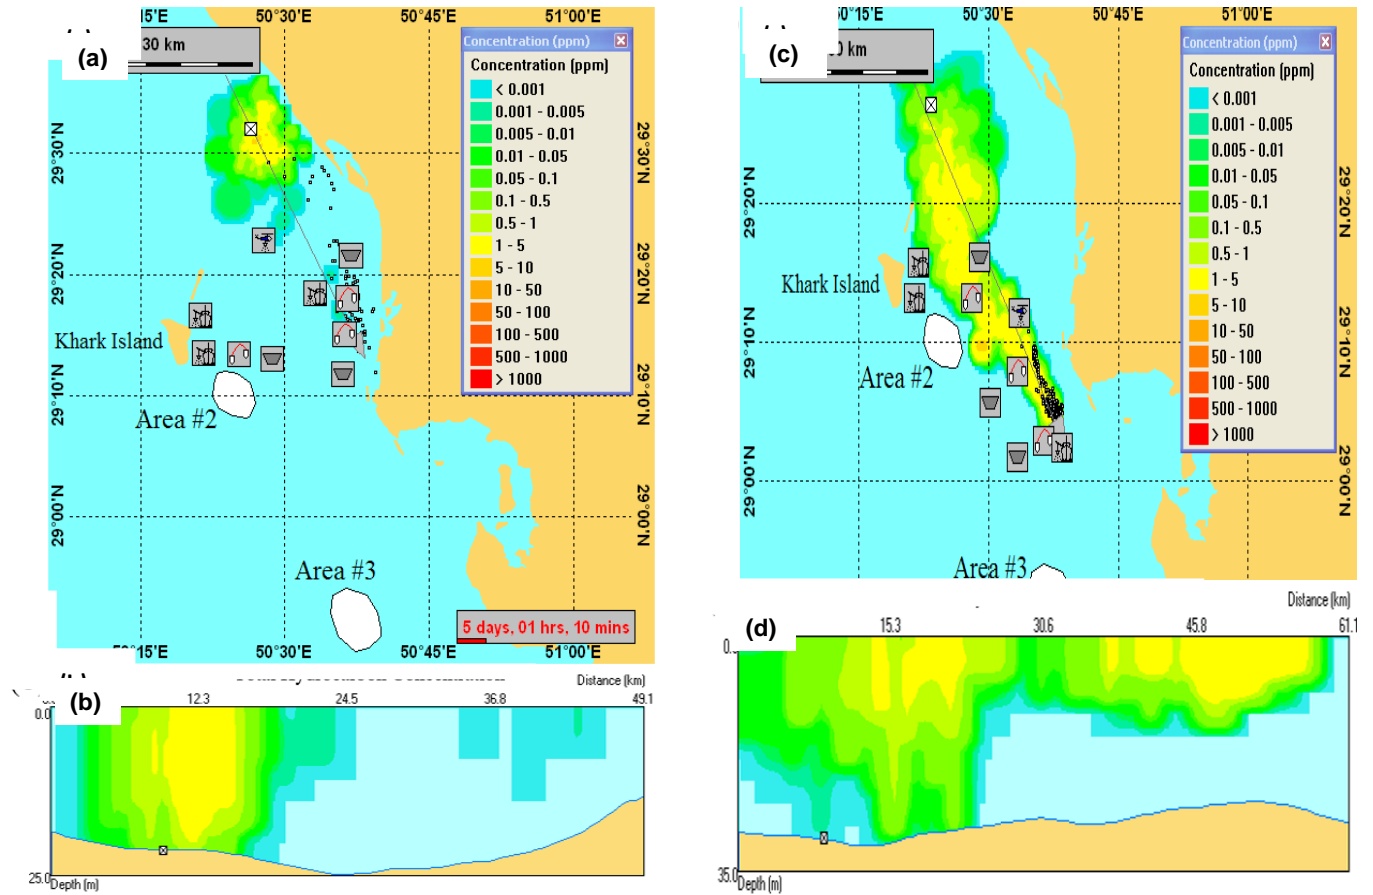 50°30'E 50°45'E 51°00'E
30 km
(a)
Concentration (ppm)
Concentration (ppm)
< 0.001
0.001 - 0.005
0.005 - 0.01
0.01 - 0.05
0.05 - 0.1
0.1 - 0.5
0.5 - 1
1 - 5
5 - 10
10 - 50
50 - 100
100 - 500
500 - 1000
> 1000
29°30'N
29°20'N
29°10'N
29°00'N
29°30'N
29°20'N
29°10'N
29°00'N
Khark Island
Area #2
Area #3
5 days, 01 hrs, 10 mins
50°30'E 50°45'E 51°00'E
50°30'E 50°45'E 51°00'E
(c)
Concentration (ppm)
Concentration (ppm)
< 0.001
0.001 - 0.005
0.005 - 0.01
0.01 - 0.05
0.05 - 0.1
0.1 - 0.5
0.5 - 1
1 - 5
5 - 10
10 - 50
50 - 100
100 - 500
500 - 1000
> 1000
29°20'N
29°10'N
29°00'N
29°20'N
29°10'N
29°00'N
Khark Island
Area #2
Area #3
(b)
Distance (km)
12.3 24.5 36.8 49.1
0.0
25.0
Depth (m)
(d)
Distance (km)
15.3 30.6 45.8 61.1
35.0
Depth (m)